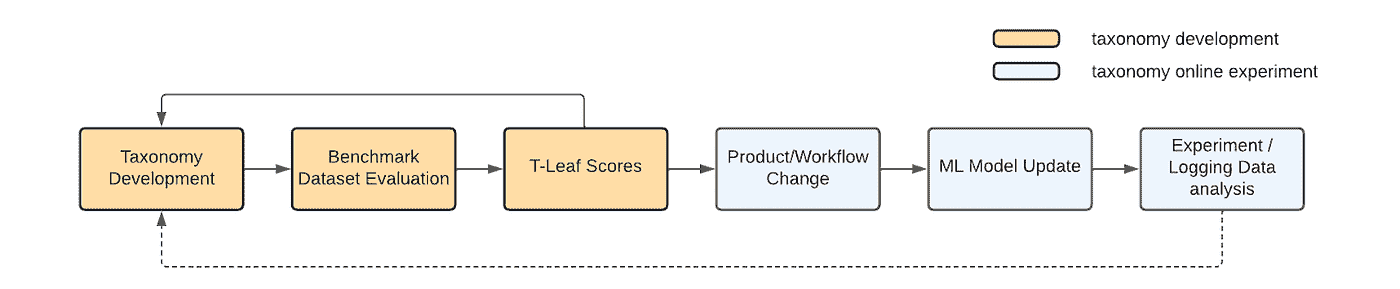 taxonomy development
taxonomy online experiment
Taxonomy
Development
Benchmark
Dataset Evaluation
T-Leaf Scores
Product/Workflow
Change
ML Model Update
Experiment /
Logging Data
analysis